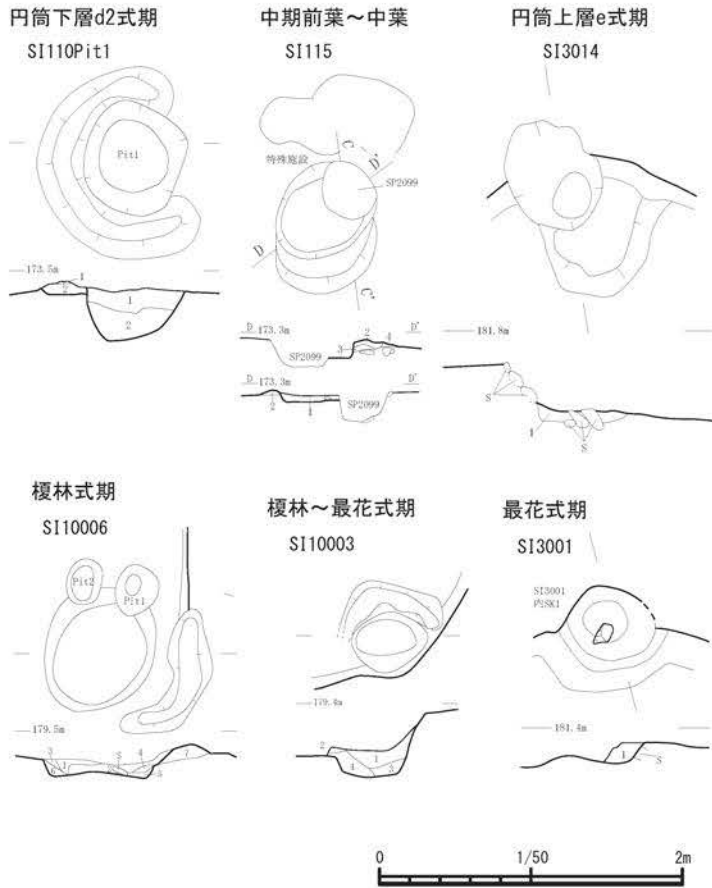 円筒下層d2式期
SI110Pit1
Pit1
173.5m
1
2
1
2
中期前葉～中葉
SI115
特殊施設
C
D'
SP2099
D
C'
D 173.3m D'
2
4
3
SP2099
D 173.3m D'
2
1
SP2099
円筒上層e式期
SI3014
181.8m
S
1
S
榎林式期
SI10006
Pit2
Pit1
179.5m
3
S
4
7
1
6
5
榎林～最花式期
SI10003
179.4m
2
1
4
3
最花式期
SI3001
SI3001
内SK1
181.4m
1
S
0 1/50 2m